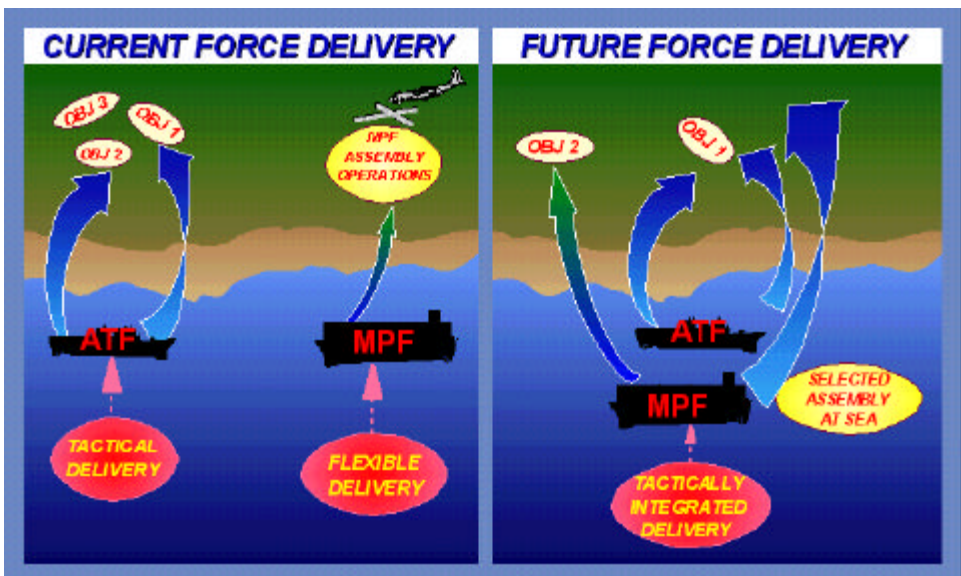 CURRENT FORCE DELIVERY
OBJ 3
OBJ 1
OBJ 2
MPF
ASSEMBLY
OPERATIONS
ATF
MPF
TACTICAL
DELIVERY
FLEXIBLE
DELIVERY
FUTURE FORCE DELIVERY
OBJ 2
OBJ 1
ATF
MPF
SELECTED
ASSEMBLY
AT SEA
TACTICALLY
INTEGRATED
DELIVERY